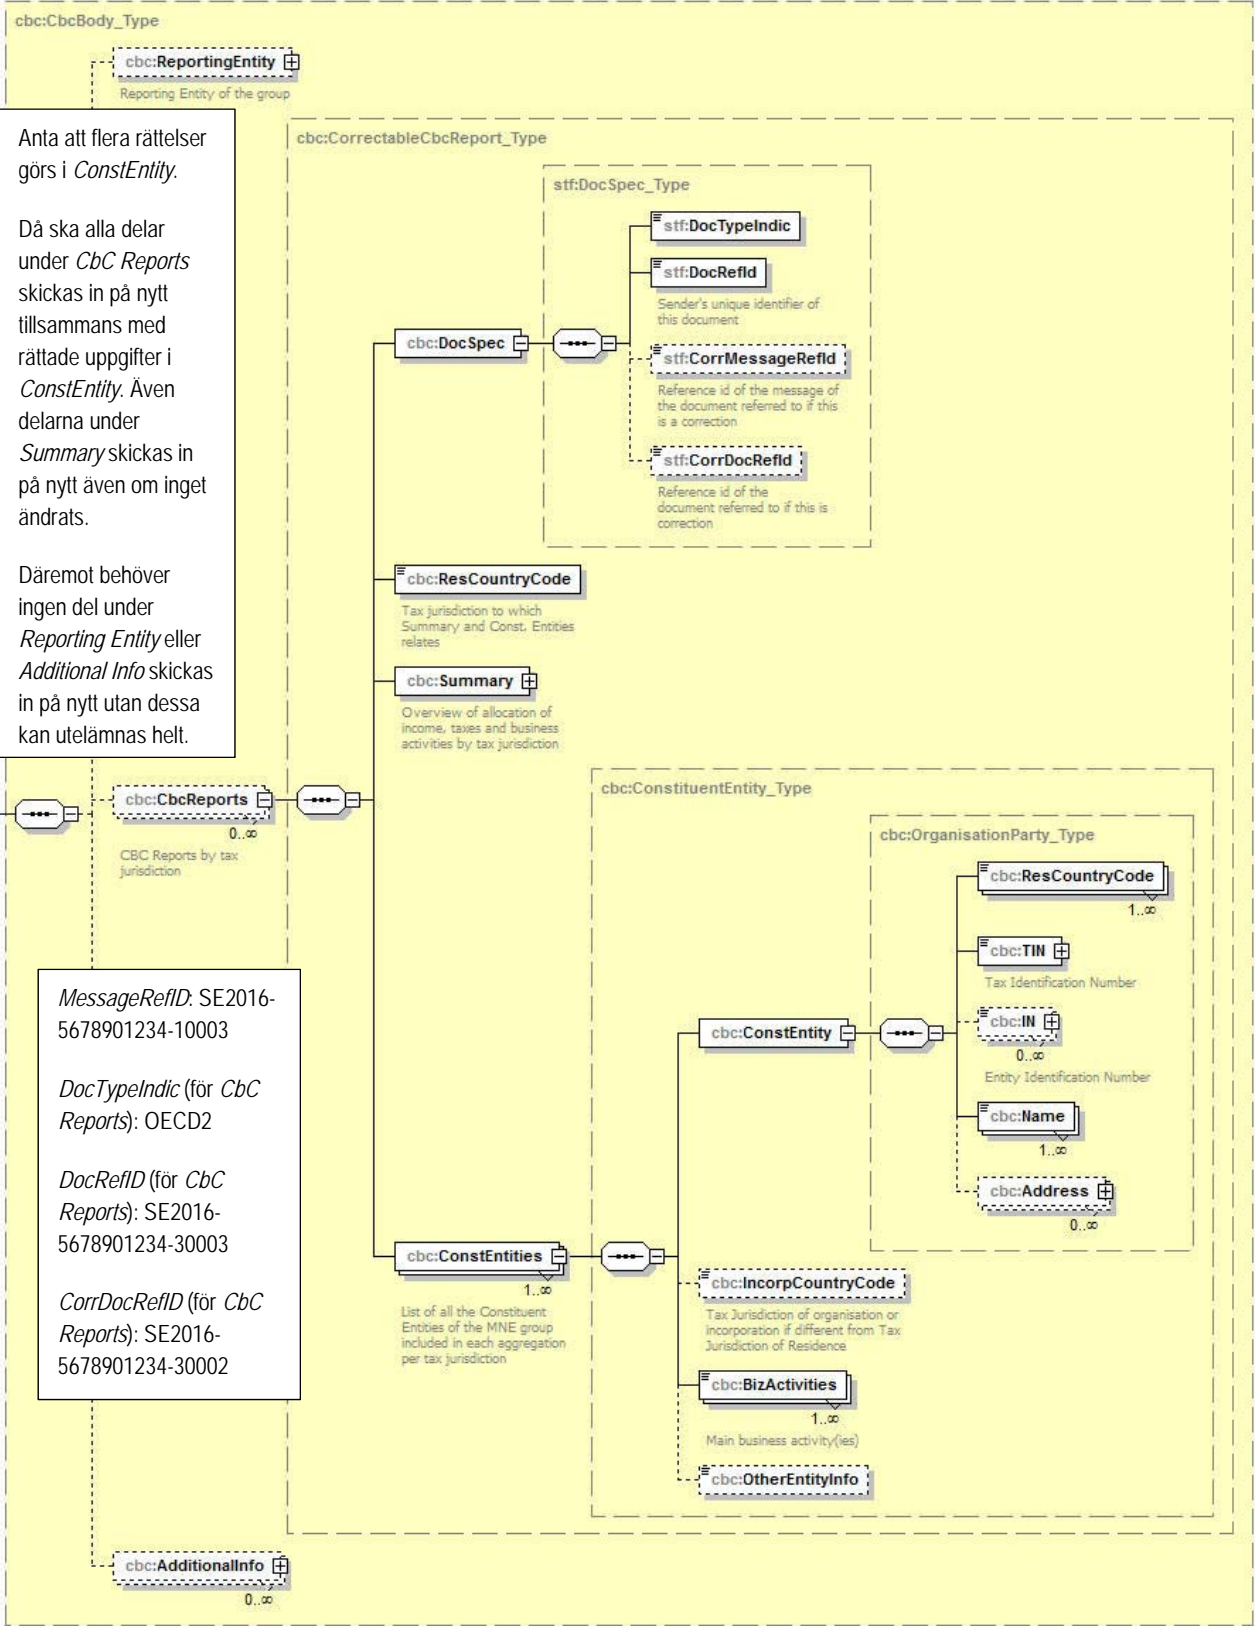 cbc:CbcBody_Type
cbc:ReportingEntity
Reporting Entity of the group
Anta att flera rättelser
görs i ConstEntity.
Då ska alla delar
under CbC Reports
skickas in på nytt
tillsammans med
rättade uppgifter i
ConstEntity. Även
delarna under
Summary skickas in
på nytt även om inget
ändrats.
Däremot behöver
ingen del under
Reporting Entity eller
Additional Info skickas
in på nytt utan dessa
kan utelämnas helt.
cbc:CorrectableCbcReport_Type
stf:DocSpec_Type
stf:DocTypeIndic
stf:DocRefId
Sender's unique identifier of
this document
cbc:DocSpec
stf:CorrMessageRefId
Reference id of the message of
the document referred to if this
is a correction
stf:CorrDocRefId
Reference id of the
document referred to if this is
correction
cbc:ResCountryCode
Tax jurisdiction to which
Summary and Const. Entities
relates
cbc:Summary
Overview of allocation of
income, taxes and business
activities by tax jurisdiction
cbc:CbcReports
0..∞
CBC Reports by tax
jurisdiction
cbc:ConstituentEntity_Type
cbc:OrganisationParty_Type
cbc:ResCountryCode
1..∞
cbc:TIN
Tax Identification Number
cbc:ConstEntity
cbc:IN
0..∞
Entity Identification Number
cbc:Name
1..∞
cbc:Address
0..∞
MessageRefID: SE2016-
5678901234-10003
DocTypeIndic (för CbC
Reports): OECD2
DocRefID (för CbC
Reports): SE2016-
5678901234-30003
CorrDocRefID (för CbC
Reports): SE2016-
5678901234-30002
cbc:ConstEntities
1..∞
List of all the Constituent
Entities of the MNE group
included in each aggregation
per tax jurisdiction
cbc:IncorpCountryCode
Tax Jurisdiction of organisation or
incorporation if different from Tax
Jurisdiction of Residence
cbc:BizActivities
1..∞
Main business activity(ies)
cbc:OtherEntityInfo
cbc:AdditionalInfo
0..∞